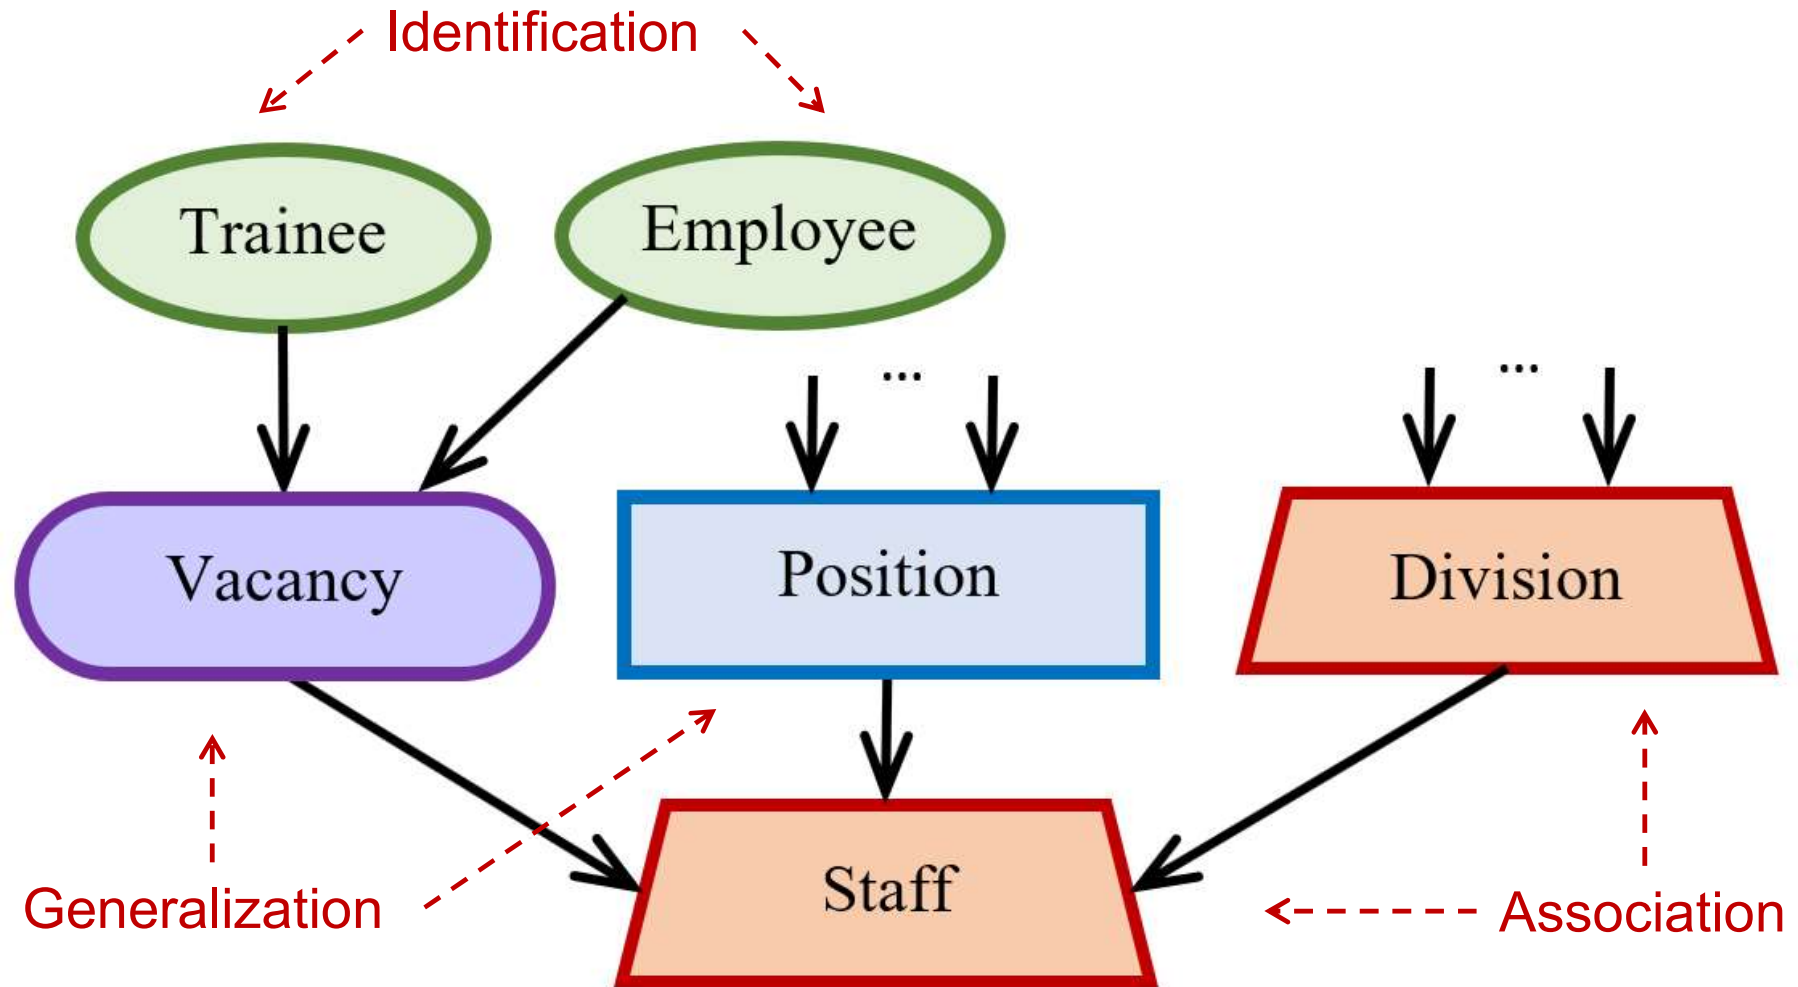 Identification
Trainee
Employee
...
...
Vacancy
Position
Division
Staff
Generalization
Association